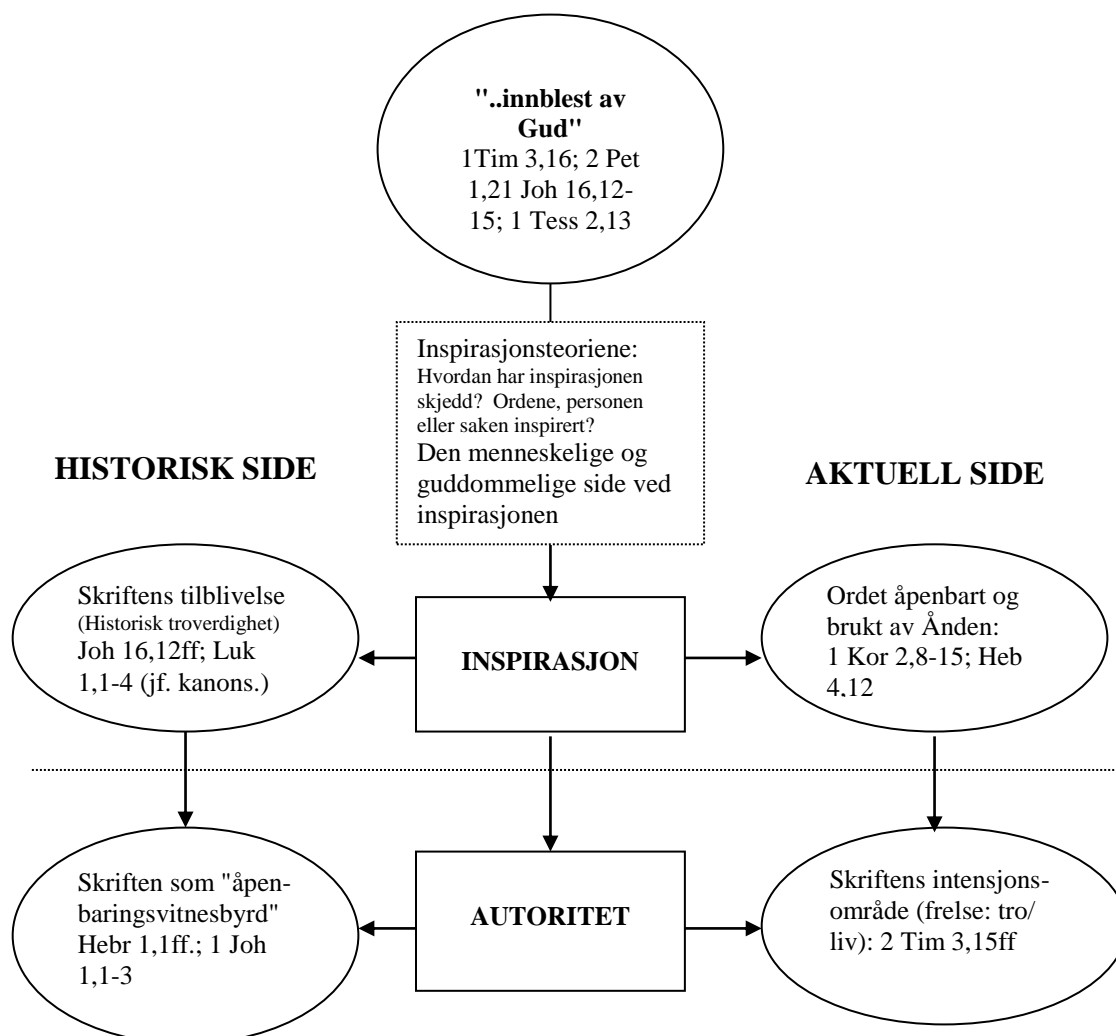 "..innblest av
Gud"
1Tim 3,16; 2 Pet
1,21 Joh 16,12-
15; 1 Tess 2,13
Inspirasjonsteoriene:
Hvordan har inspirasjonen
skjedd? Ordene, personen
eller saken inspirert?
Den menneskelige og
guddommelige side ved
inspirasjonen
HISTORISK SIDE
AKTUELL SIDE
Skriftens tilblivelse
(Historisk troverdighet)
Joh 16,12ff; Luk
1,1-4 (jf. kanons.)
INSPIRASJON
Ordet åpenbart og
brukt av Ånden:
1 Kor 2,8-15; Heb
4,12
Skriften som "åpen-
baringsvitnesbyrd"
Hebr 1,1ff.; 1 Joh
1,1-3
AUTORITET
Skriftens intensjons-
område (frelse: tro/
liv): 2 Tim 3,15ff